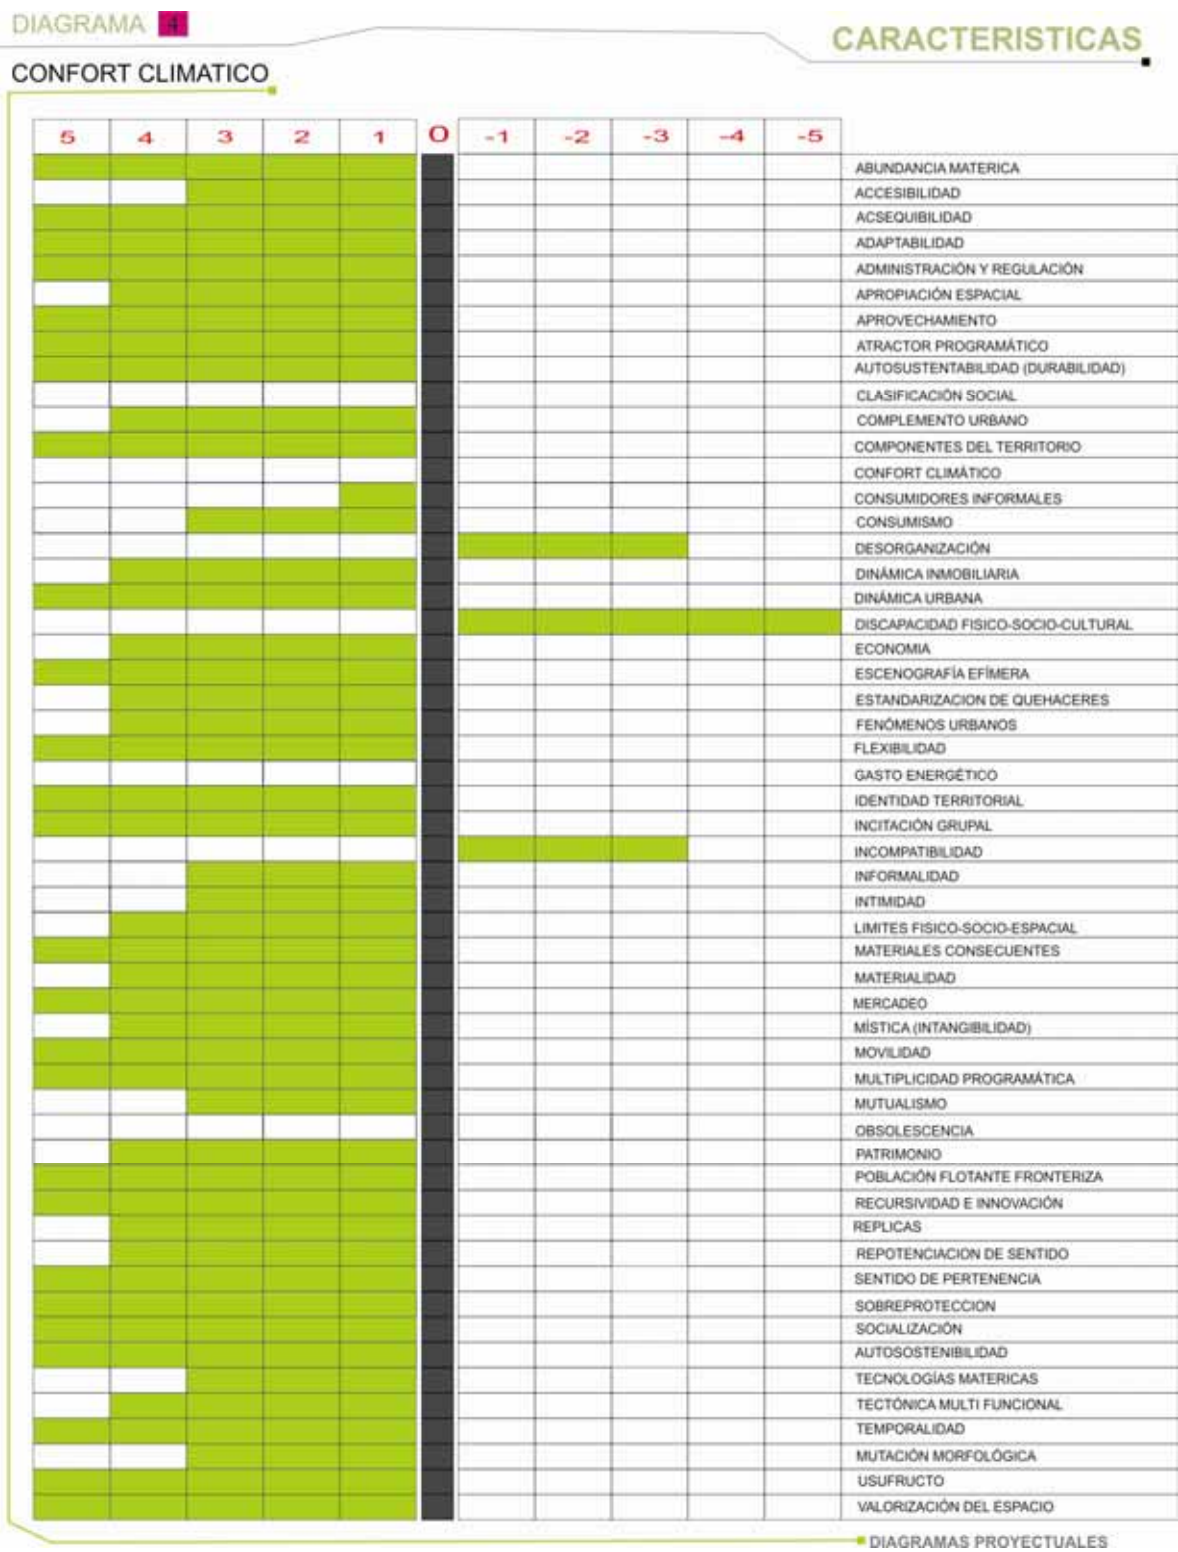 DIAGRAMA 4
CARACTERISTICAS
CONFORT CLIMATICO
5 4 3 2 1 0 -1 -2 -3 -4 -5
ABUNDANCIA MATERICA
ACCESIBILIDAD
ACSEQUIBILIDAD
ADAPTABILIDAD
ADMINISTRACIÓN Y REGULACIÓN
APROPIACIÓN ESPACIAL
APROVECHAMIENTO
ATRACTOR PROGRAMÁTICO
AUTOSUSTENTABILIDAD (DURABILIDAD)
CLASIFICACIÓN SOCIAL
COMPLEMENTO URBANO
COMPONENTES DEL TERRITORIO
CONFORT CLIMÁTICO
CONSUMIDORES INFORMALES
CONSUMISMO
DESORGANIZACIÓN
DINÁMICA INMOBILIARIA
DINÁMICA URBANA
DISCAPACIDAD FISICO-SOCIO-CULTURAL
ECONOMIA
ESCENOGRAFÍA EFÍMERA
ESTANDARIZACION DE QUEHACERES
FENÓMENOS URBANOS
FLEXIBILIDAD
GASTO ENERGÉTICO
IDENTIDAD TERRITORIAL
INCITACIÓN GRUPAL
INCOMPATIBILIDAD
INFORMALIDAD
INTIMIDAD
LIMITES FISICO-SOCIO-ESPACIAL
MATERIALES CONSECUENTES
MATERIALIDAD
MERCADEO
MÍSTICA (INTANGIBILIDAD)
MOVILIDAD
MULTIPLICIDAD PROGRAMÁTICA
MUTUALISMO
OBSOLESCENCIA
PATRIMONIO
POBLACIÓN FLOTANTE FRONTERIZA
RECURSIVIDAD E INNOVACIÓN
REPLICAS
REPOTENCIACION DE SENTIDO
SENTIDO DE PERTENENCIA
SOBREPROTECCION
SOCIALIZACIÓN
AUTOSOSTENIBILIDAD
TECNOLOGÍAS MATERICAS
TECTÓNICA MULTI FUNCIONAL
TEMPORALIDAD
MUTACIÓN MORFOLÓGICA
USUFRUCTO
VALORIZACIÓN DEL ESPACIO
DIAGRAMAS PROYECTUALES